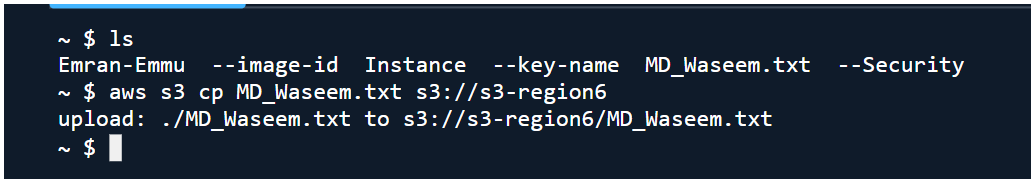 ~ $ ls
Emran-Emmu  --image-id  Instance  --key-name  MD_Waseem.txt  --Security
~ $ aws s3 cp MD_Waseem.txt s3://s3-region6
upload: ./MD_Waseem.txt to s3://s3-region6/MD_Waseem.txt
~ $